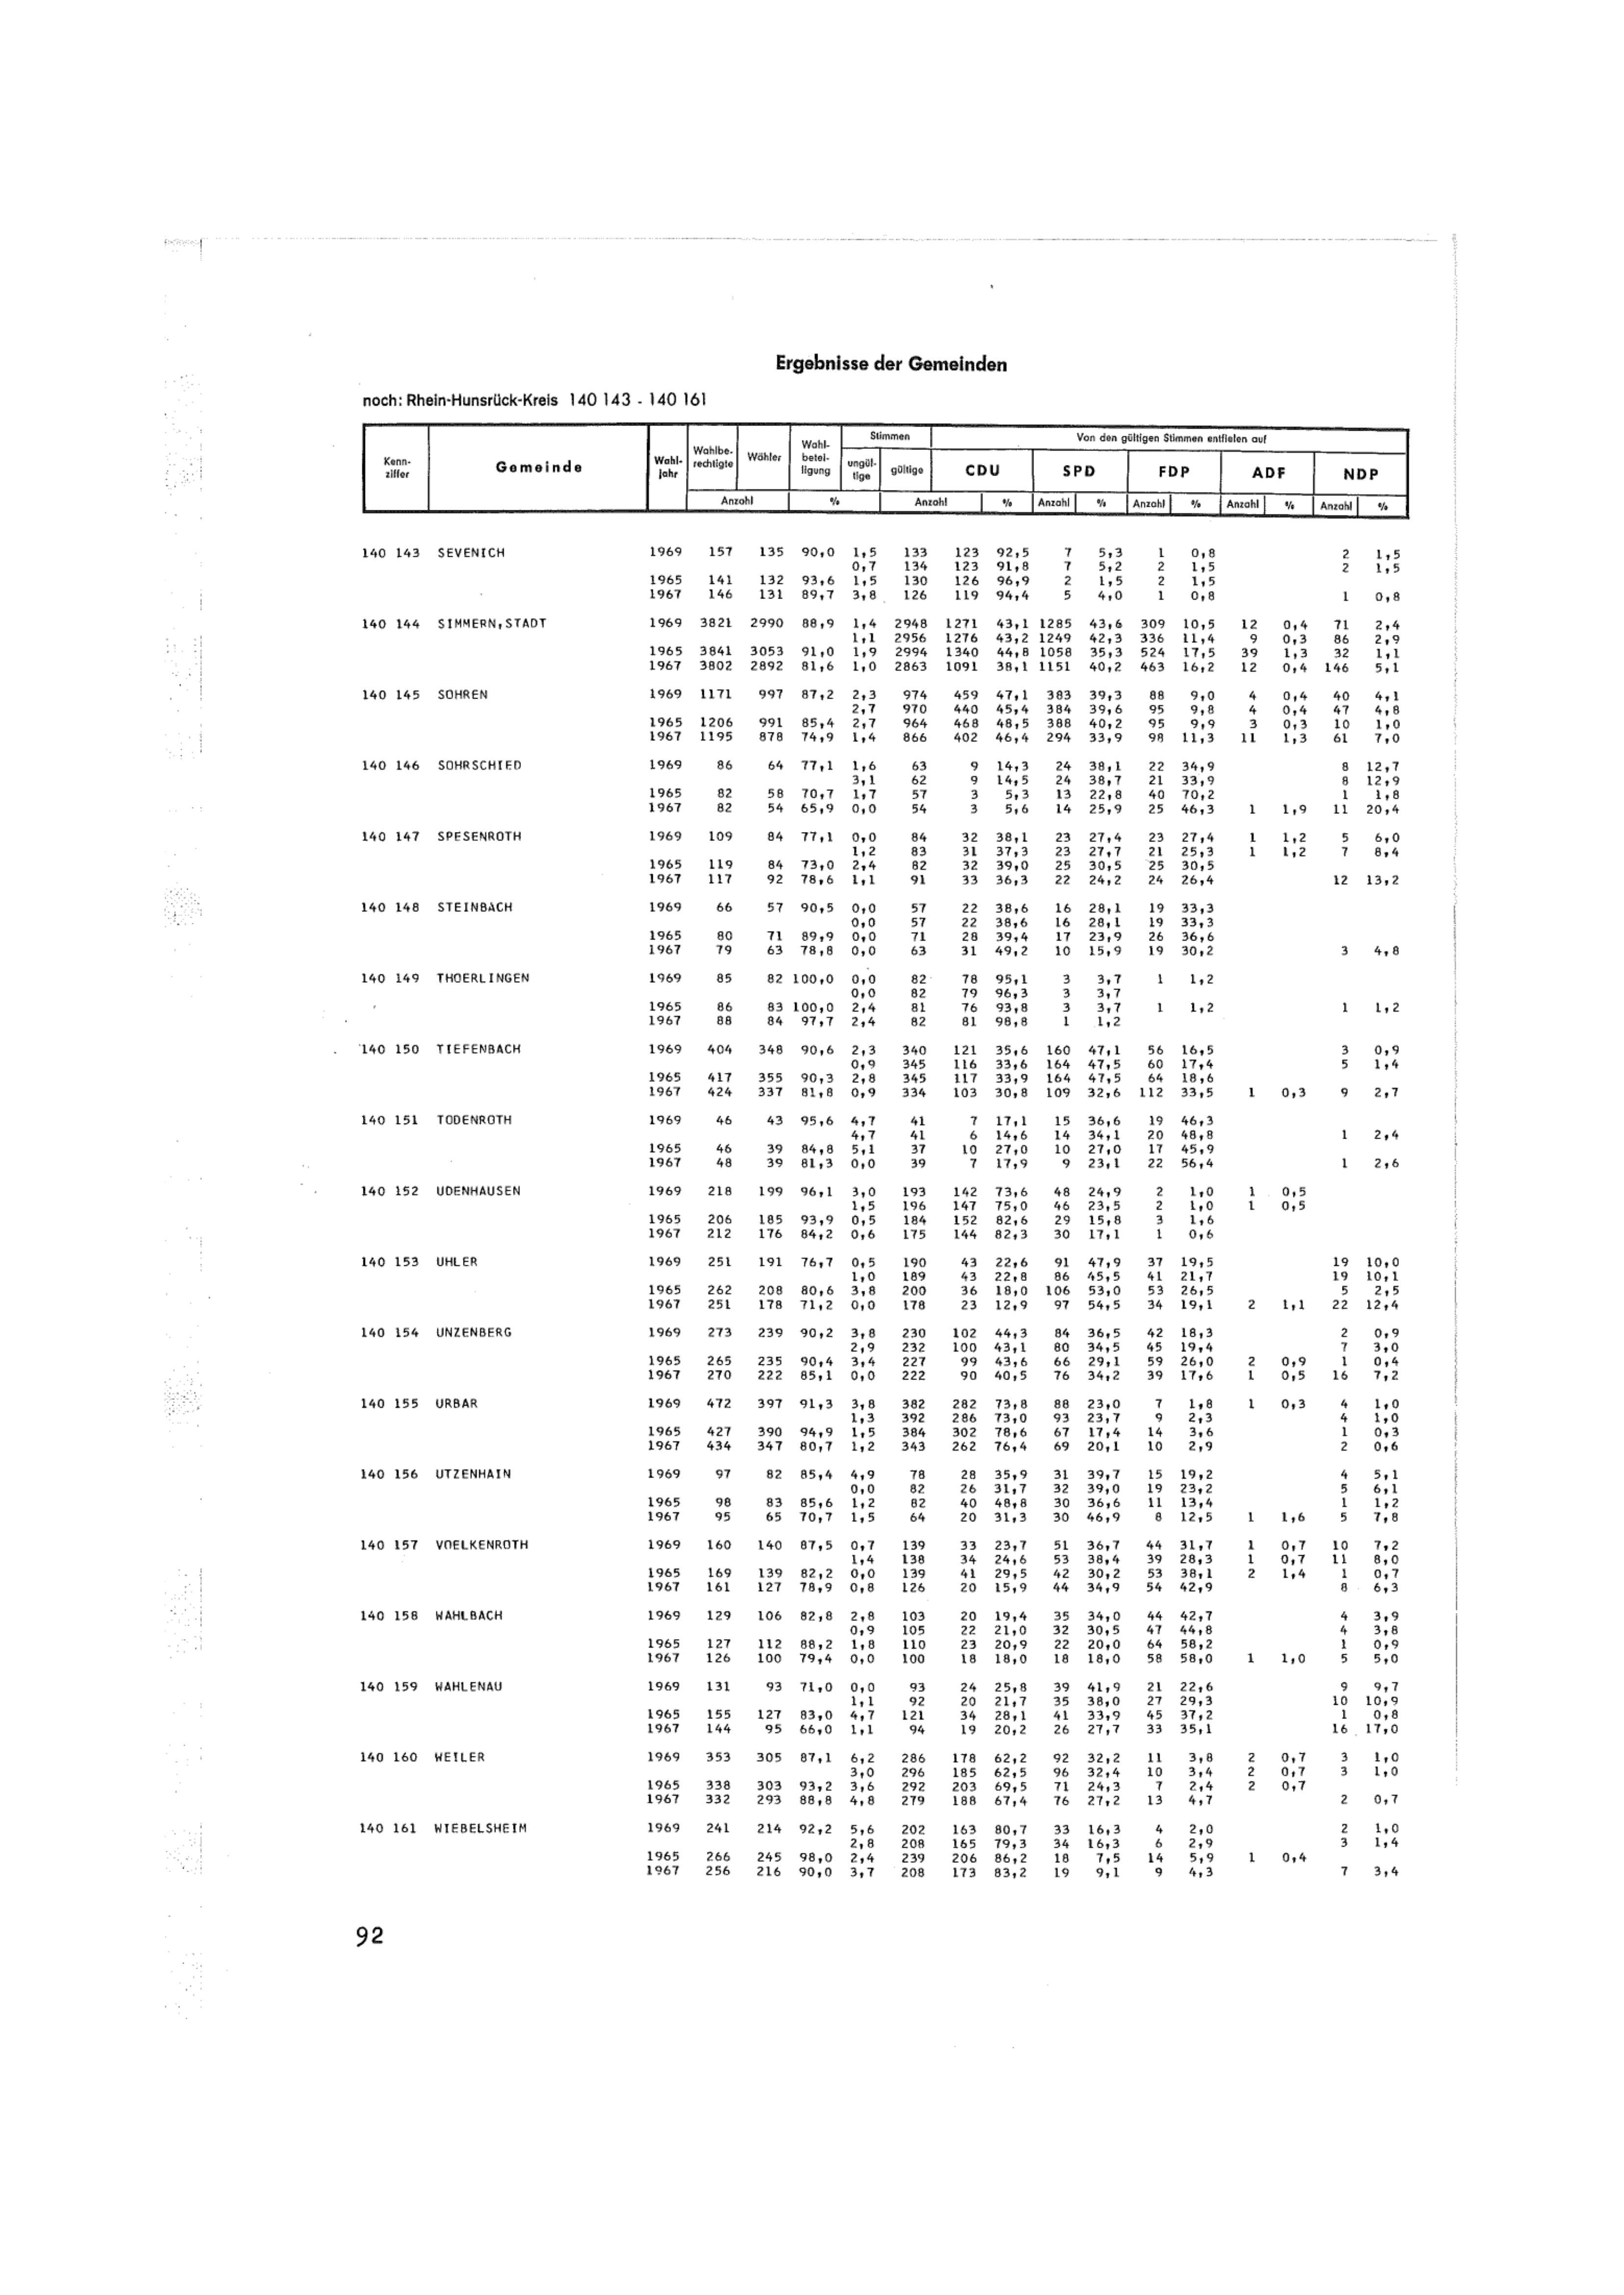 Ergebnisse der Gemeinden
noch: Rhein-Hunsrück-Kreis 140 143 - 140 161
Kenn-ziffer Gemeinde Wahl-jahr Wahlbe-rechtigte Wähler Wahl-betei-ligung Stimmen Von den gültigen Stimmen entfielen auf
ungül-tige gültige CDU SPD FDP ADF NDP
Anzahl % Anzahl % Anzahl % Anzahl % Anzahl % Anzahl %
140 143 SEVENICH 1969 157 135 90,0 1,5 133 123 92,5 7 5,3 1 0,8 2 1,5
0,7 134 123 91,8 7 5,2 2 1,5 2 1,5
1965 141 132 93,6 1,5 130 126 96,9 2 1,5 2 1,5
1967 146 131 89,7 3,8 126 119 94,4 5 4,0 1 0,8 1 0,8
140 144 SIMMERN,STADT 1969 3821 2990 88,9 1,4 2948 1271 43,1 1285 43,6 309 10,5 12 0,4 71 2,4
1,1 2956 1276 43,2 1249 42,3 336 11,4 9 0,3 86 2,9
1965 3841 3053 91,0 1,9 2994 1340 44,8 1058 35,3 524 17,5 39 1,3 32 1,1
1967 3802 2892 81,6 1,0 2863 1091 38,1 1151 40,2 463 16,2 12 0,4 146 5,1
140 145 SOHREN 1969 1171 997 87,2 2,3 974 459 47,1 383 39,3 88 9,0 4 0,4 40 4,1
2,7 970 440 45,4 384 39,6 95 9,8 4 0,4 47 4,8
1965 1206 991 85,4 2,7 964 468 48,5 388 40,2 95 9,9 3 0,3 10 1,0
1967 1195 878 74,9 1,4 866 402 46,4 294 33,9 98 11,3 11 1,3 61 7,0
140 146 SOHRSCHIED 1969 86 64 77,1 1,6 63 9 14,3 24 38,1 22 34,9 8 12,7
3,1 62 9 14,5 24 38,7 21 33,9 8 12,9
1965 82 58 70,7 1,7 57 3 5,3 13 22,8 40 70,2 1 1,8
1967 82 54 65,9 0,0 54 3 5,6 14 25,9 25 46,3 1 1,9 11 20,4
140 147 SPESENROTH 1969 109 84 77,1 0,0 84 32 38,1 23 27,4 23 27,4 1 1,2 5 6,0
1,2 83 31 37,3 23 27,7 21 25,3 1 1,2 7 8,4
1965 119 84 73,0 2,4 82 32 39,0 25 30,5 25 30,5
1967 117 92 78,6 1,1 91 33 36,3 22 24,2 24 26,4 12 13,2
140 148 STEINBACH 1969 66 57 90,5 0,0 57 22 38,6 16 28,1 19 33,3
0,0 57 22 38,6 16 28,1 19 33,3
1965 80 71 89,9 0,0 71 28 39,4 17 23,9 26 36,6
1967 79 63 78,8 0,0 63 31 49,2 10 15,9 19 30,2 3 4,8
140 149 THOERLINGEN 1969 85 82 100,0 0,0 82 78 95,1 3 3,7 1 1,2
0,0 82 79 96,3 3 3,7
1965 86 83 100,0 2,4 81 76 93,8 3 3,7 1 1,2 1 1,2
1967 88 84 97,7 2,4 82 81 98,8 1 1,2
140 150 TIEFENBACH 1969 404 348 90,6 2,3 340 121 35,6 160 47,1 56 16,5 3 0,9
0,9 345 116 33,6 164 47,5 60 17,4 5 1,4
1965 417 355 90,3 2,8 345 117 33,9 164 47,5 64 18,6
1967 424 337 81,8 0,9 334 103 30,8 109 32,6 112 33,5 1 0,3 9 2,7
140 151 TODENROTH 1969 46 43 95,6 4,7 41 7 17,1 15 36,6 19 46,3
4,7 41 6 14,6 14 34,1 20 48,8 1 2,4
1965 46 39 84,8 5,1 37 10 27,0 10 27,0 17 45,9
1967 48 39 81,3 0,0 39 7 17,9 9 23,1 22 56,4 1 2,6
140 152 UDENHAUSEN 1969 218 199 96,1 3,0 193 142 73,6 48 24,9 2 1,0 1 0,5
1,5 196 147 75,0 46 23,5 2 1,0 1 0,5
1965 206 185 93,9 0,5 184 152 82,6 29 15,8 3 1,6
1967 212 176 84,2 0,6 175 144 82,3 30 17,1 1 0,6
140 153 UHLER 1969 251 191 76,7 0,5 190 43 22,6 91 47,9 37 19,5 19 10,0
1,0 189 43 22,8 86 45,5 41 21,7 19 10,1
1965 262 208 80,6 3,8 200 36 18,0 106 53,0 53 26,5 5 2,5
1967 251 178 71,2 0,0 178 23 12,9 97 54,5 34 19,1 2 1,1 22 12,4
140 154 UNZENBERG 1969 273 239 90,2 3,8 230 102 44,3 84 36,5 42 18,3 2 0,9
2,9 232 100 43,1 80 34,5 45 19,4 7 3,0
1965 265 235 90,4 3,4 227 99 43,6 66 29,1 59 26,0 2 0,9 1 0,4
1967 270 222 85,1 0,0 222 90 40,5 76 34,2 39 17,6 1 0,5 16 7,2
140 155 URBAR 1969 472 397 91,3 3,8 382 282 73,8 88 23,0 7 1,8 1 0,3 4 1,0
1,3 392 286 73,0 93 23,7 9 2,3 4 1,0
1965 427 390 94,9 1,5 384 302 78,6 67 17,4 14 3,6 1 0,3
1967 434 347 80,7 1,2 343 262 76,4 69 20,1 10 2,9 2 0,6
140 156 UTZENHAIN 1969 97 82 85,4 4,9 78 28 35,9 31 39,7 15 19,2 4 5,1
0,0 82 26 31,7 32 39,0 19 23,2 5 6,1
1965 98 83 85,6 1,2 82 40 48,8 30 36,6 11 13,4 1 1,2
1967 95 65 70,7 1,5 64 20 31,3 30 46,9 8 12,5 1 1,6 5 7,8
140 157 VOELKENROTH 1969 160 140 87,5 0,7 139 33 23,7 51 36,7 44 31,7 1 0,7 10 7,2
1,4 138 34 24,6 53 38,4 39 28,3 1 0,7 11 8,0
1965 169 139 82,2 0,0 139 41 29,5 42 30,2 53 38,1 2 1,4 1 0,7
1967 161 127 78,9 0,8 126 20 15,9 44 34,9 54 42,9 8 6,3
140 158 WAHLBACH 1969 129 106 82,8 2,8 103 20 19,4 35 34,0 44 42,7 4 3,9
0,9 105 22 21,0 32 30,5 47 44,8 4 3,8
1965 127 112 88,2 1,8 110 23 20,9 22 20,0 64 58,2 1 0,9
1967 126 100 79,4 0,0 100 18 18,0 18 18,0 58 58,0 1 1,0 5 5,0
140 159 WAHLENAU 1969 131 93 71,0 0,0 93 24 25,8 39 41,9 21 22,6 9 9,7
1,1 92 20 21,7 35 38,0 27 29,3 10 10,9
1965 155 127 83,0 4,7 121 34 28,1 41 33,9 45 37,2 1 0,8
1967 144 95 66,0 1,1 94 19 20,2 26 27,7 33 35,1 16 17,0
140 160 WEILER 1969 353 305 87,1 6,2 286 178 62,2 92 32,2 11 3,8 2 0,7 3 1,0
3,0 296 185 62,5 96 32,4 10 3,4 2 0,7 3 1,0
1965 338 303 93,2 3,6 292 203 69,5 71 24,3 7 2,4 2 0,7
1967 332 293 88,8 4,8 279 188 67,4 76 27,2 13 4,7 2 0,7
140 161 WIEBELSHEIM 1969 241 214 92,2 5,6 202 163 80,7 33 16,3 4 2,0 2 1,0
2,8 208 165 79,3 34 16,3 6 2,9 3 1,4
1965 266 245 98,0 2,4 239 206 86,2 18 7,5 14 5,9 1 0,4
1967 256 216 90,0 3,7 208 173 83,2 19 9,1 9 4,3 7 3,4
92